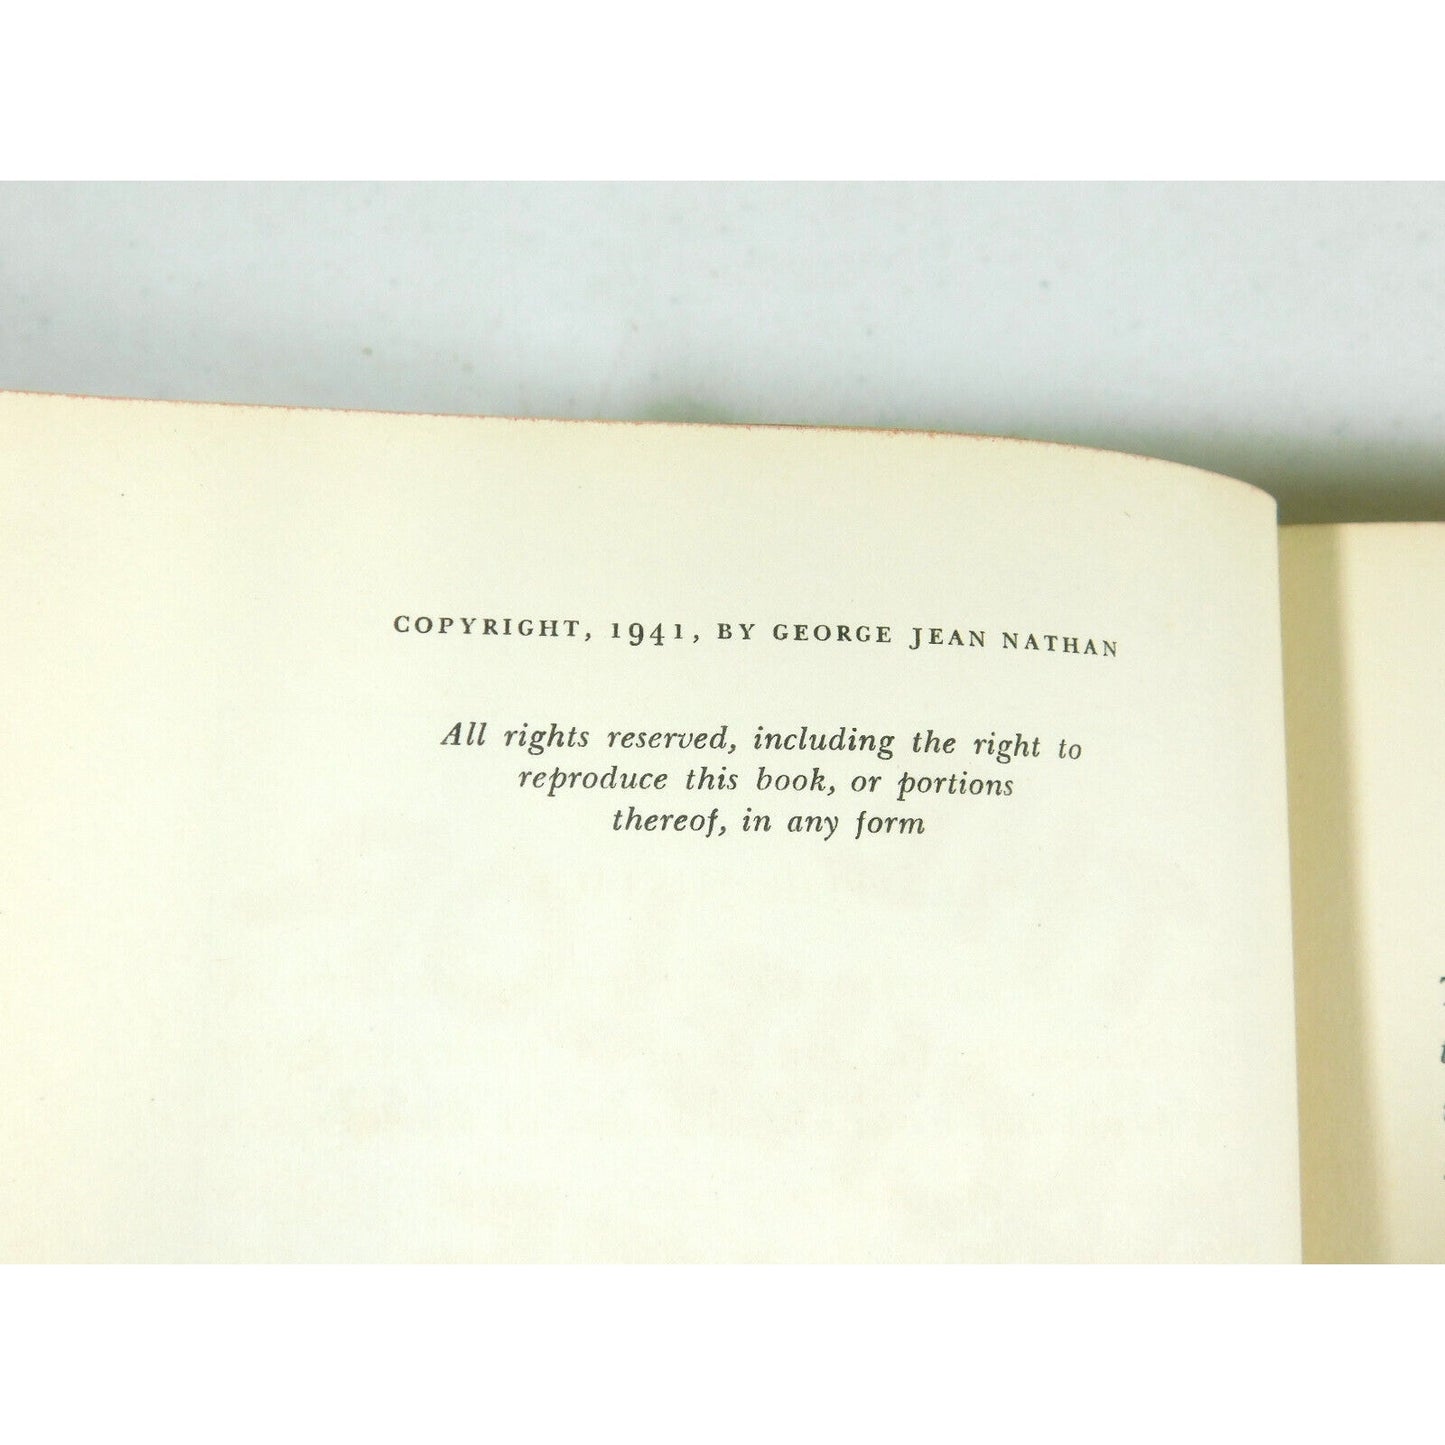 COPYRIGHT, 1941, BY GEORGE JEAN NATHAN
All rights reserved, including the right to
reproduce this book, or portions
thereof, in any form